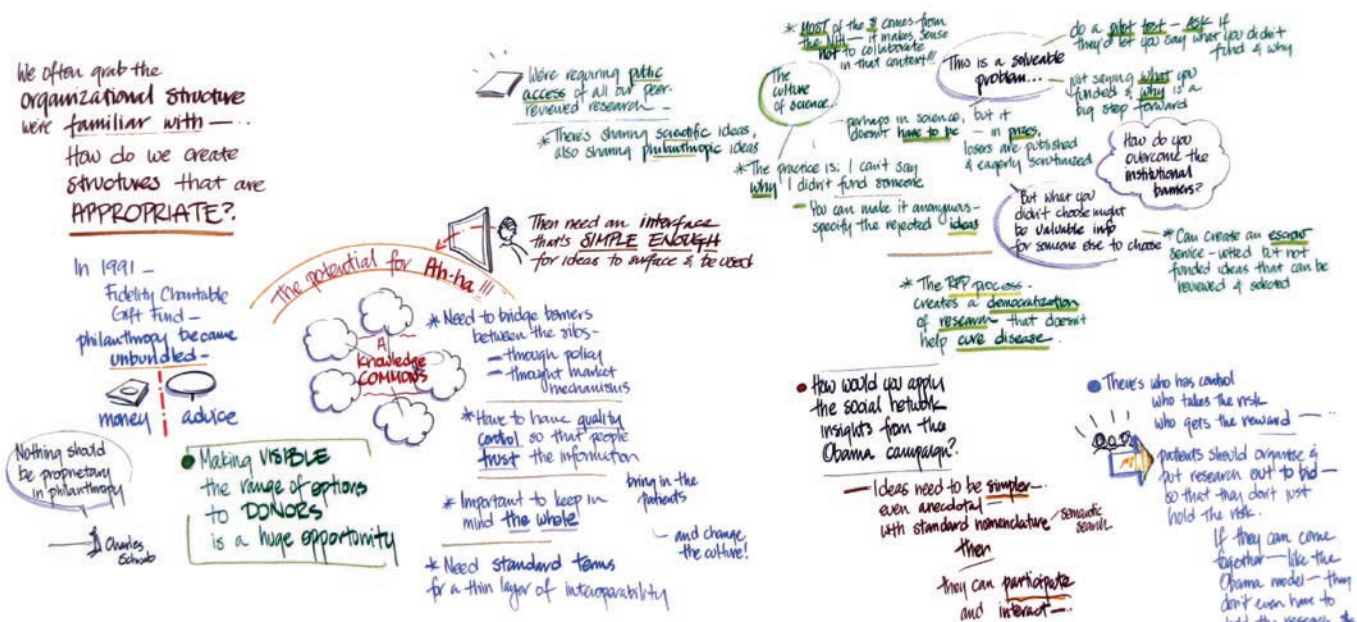 We often grab the
organizational structure
we're familiar with —..
How do we create
structures that are
APPROPRIATE?.
In 1991 —
Fidelity Charitable
Gift Fund —
philanthropy became
unbundled —
money
advice
Nothing should
be proprietary
in philanthropy
Charles
Schwab
Making VISIBLE
the range of options
to DONORS
is a huge opportunity
The potential for Ah-ha!!!
A
Knowledge
COMMONS
Then need an interface
that's SIMPLE ENOUGH
for ideas to surface & be used
We're requiring public
access of all our peer-
reviewed research —
* There's sharing scientific ideas,
also sharing philanthropic ideas
* Need to bridge barriers
between the silos —
— through policy
— thought market
mechanisms
* Have to have quality
control so that people
trust the information
* Important to keep in
mind the whole
bring in the
patients
and change
the culture!
* Need standard terms
for a thin layer of interoperability
* MOST of the $ comes from
the NIH — it makes sense
not to collaborate
in that context!!!
The
culture
of science...
perhaps in science, but it
doesn't have to be — in prizes,
losers are published
& eagerly scrutinized
* The practice is: I can't say
why I didn't fund someone
— You can make it anonymous —
specify the rejected ideas
This is a solveable
problem...
do a pilot test — ASK if
they'd let you say what you didn't
fund & why
just saying what you
funded & why is a
big step forward
How do you
overcome the
institutional
barriers?
But what you
didn't choose might
be valuable info
for someone else to choose
* Can create an escrow
service — vetted but not
funded ideas that can be
reviewed & selected
* The RFP process
creates a democratization
of research that doesn't
help cure disease.
How would you apply
the social network
insights from the
Obama campaign?
— Ideas need to be simpler —..
even anecdotal —
with standard nomenclature
semantic
search
then
they can participate
and interact —..
There's who has control
who takes the risk
who gets the reward —..
patients should organize &
put research out to bid —
so that they don't just
hold the risk.
If they can come
together — like the
Obama model — they
don't even have to